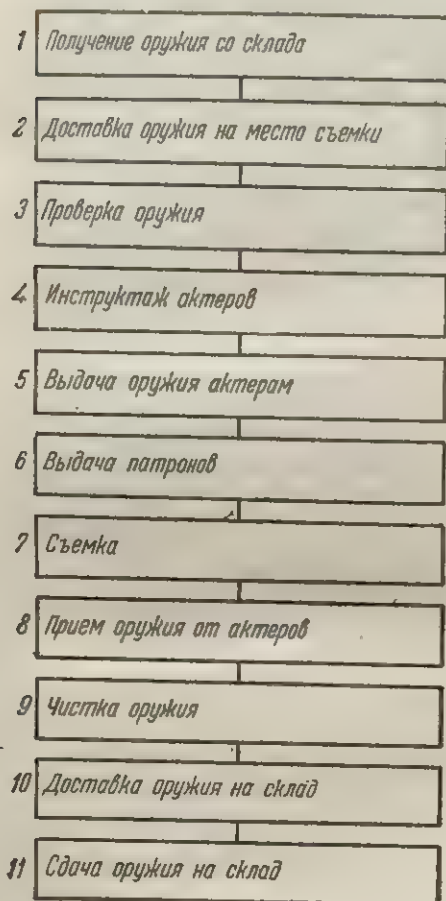 1 Получение оружия со склада
2 Доставка оружия на место съемки
3 Проверка оружия
4 Инструктаж актеров
5 Выдача оружия актерам
6 Выдача патронов
7 Съемка
8 Прием оружия от актеров
9 Чистка оружия
10 Доставка оружия на склад
11 Сдача оружия на склад